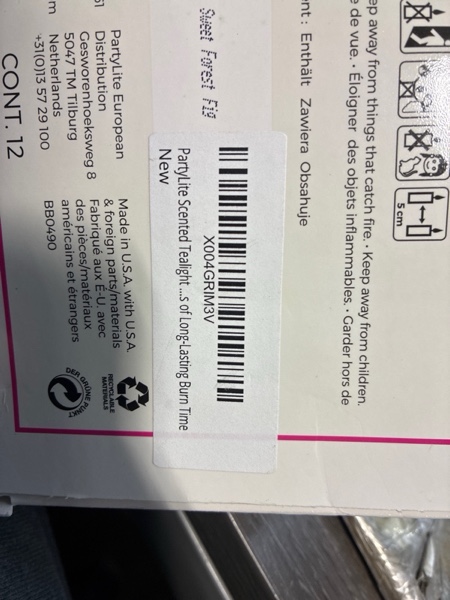 ep away from things that catch fire. • Keep away from children.
e de vue. • Éloigner des objets inflammables. • Garder hors de
5 cm
nt : Enthält Zawiera Obsahuje
Sweet Forest Fig
X004GRIM3V
PartyLite Scented Tealight ...s of Long-Lasting Burn Time
New
PartyLite European
Distribution
Gesworenhoeksweg 8
5047 TM Tilburg
Netherlands
+31(0)13 57 29 100
m
CONT. 12
Made in U.S.A. with U.S.A.
& foreign parts/materials
Fabriqué aux É-U. avec
des pièces/matériaux
américains et étrangers
BB0490
RECYCLABLE
MATERIALS
DER GRÜNE PUNKT